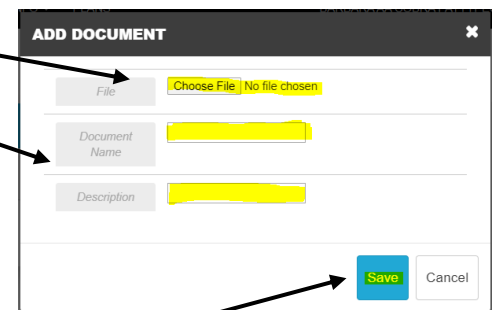 ADD DOCUMENT ✖
File Choose File No file chosen
Document
Name
Description
Save Cancel